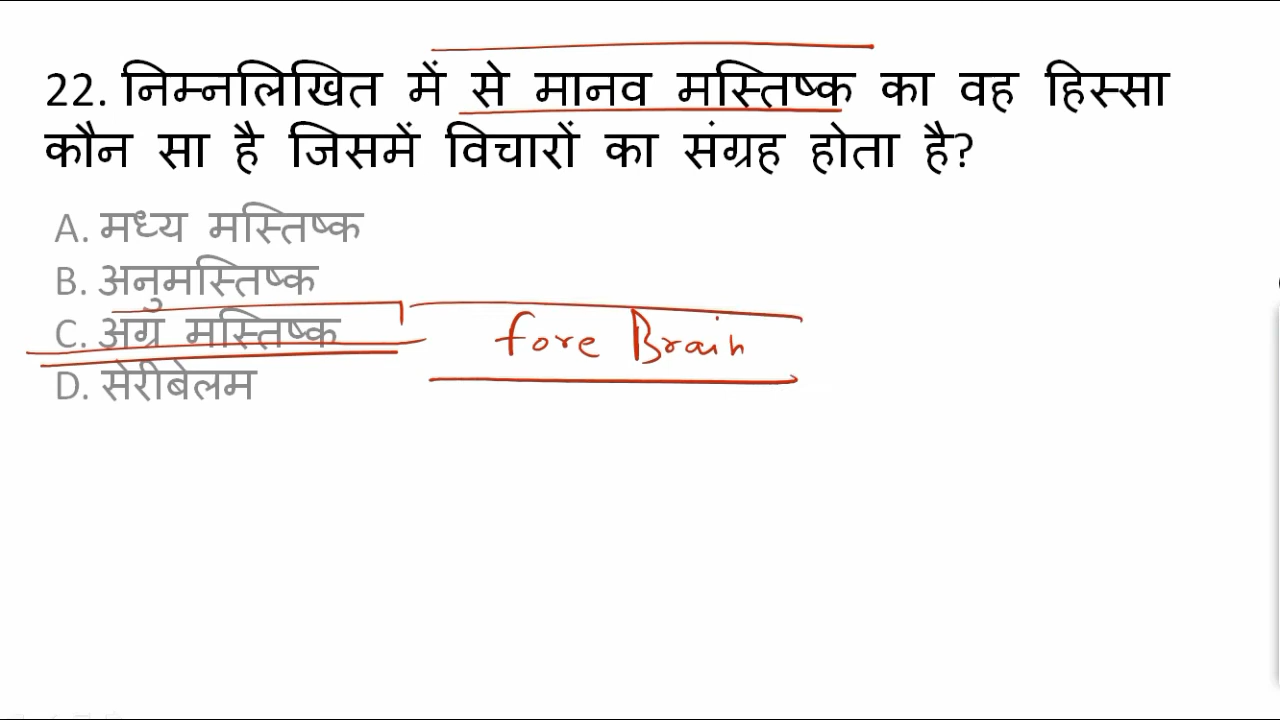 22. निम्नलिखित में से मानव मस्तिष्क का वह हिस्सा
कौन सा है जिसमें विचारों का संग्रह होता है?
A. मध्य मस्तिष्क
B. अनुमस्तिष्क
C. अग्र मस्तिष्क fore Brain
D. सेरीबेलम